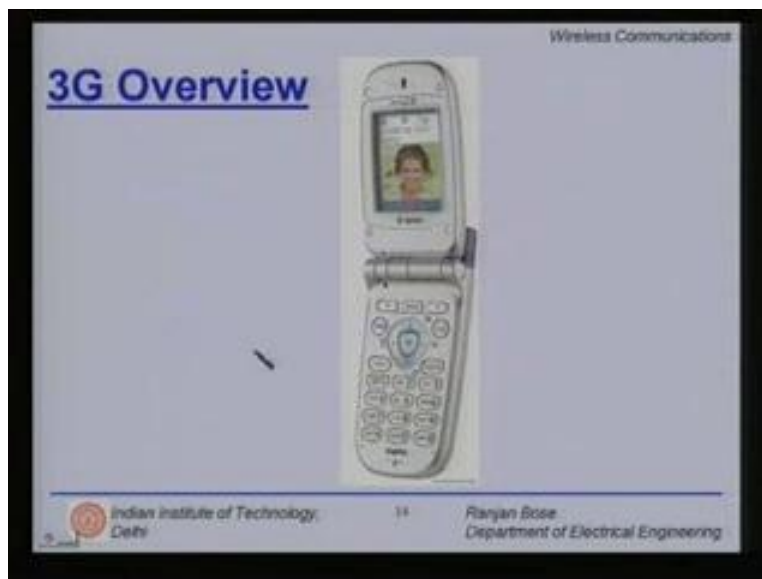 Wireless Communications
3G Overview
Indian Institute of Technology,
Delhi
14
Ranjan Bose
Department of Electrical Engineering